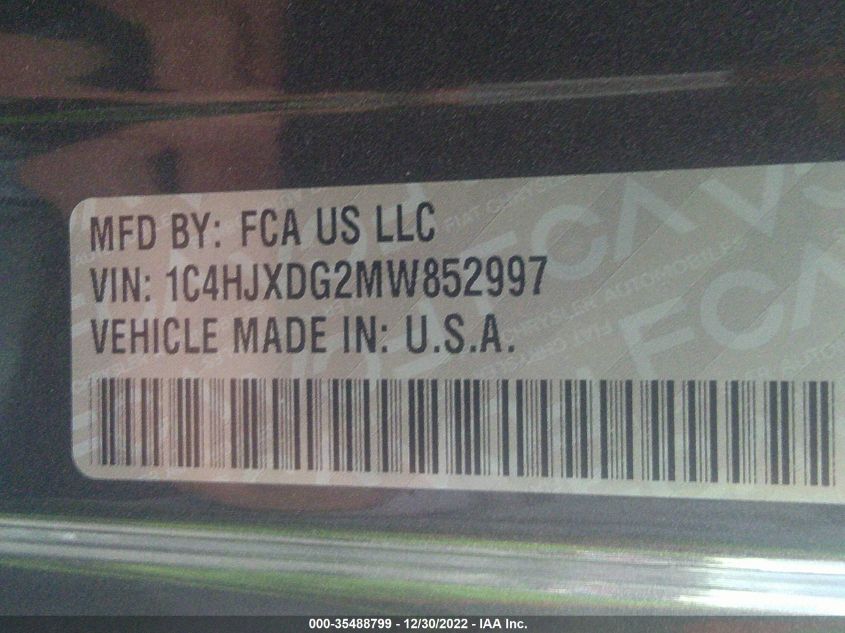 MFD BY: FCA US LLC
VIN: 1C4HJXDG2MW852997
VEHICLE MADE IN: U.S.A.
000-35488799 - 12/30/2022 - IAA Inc.